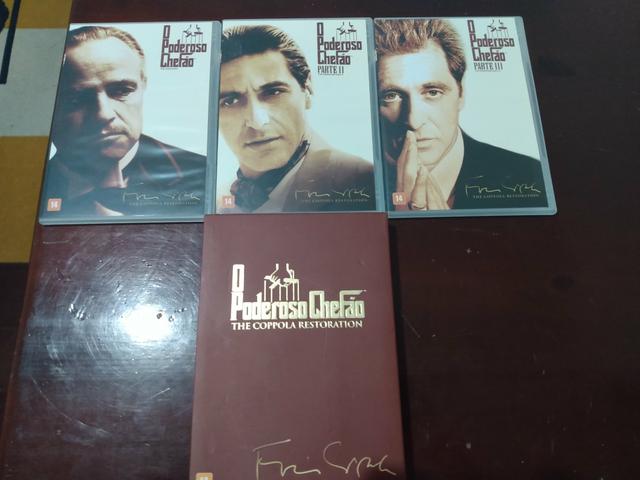 O
Poderoso
Chefão
14
THE COPPOLA RESTORATION
O
Poderoso
Chefão
PARTE II
14
THE COPPOLA RESTORATION
O
Poderoso
Chefão
PARTE III
14
THE COPPOLA RESTORATION
O
Poderoso Chefão
THE COPPOLA RESTORATION